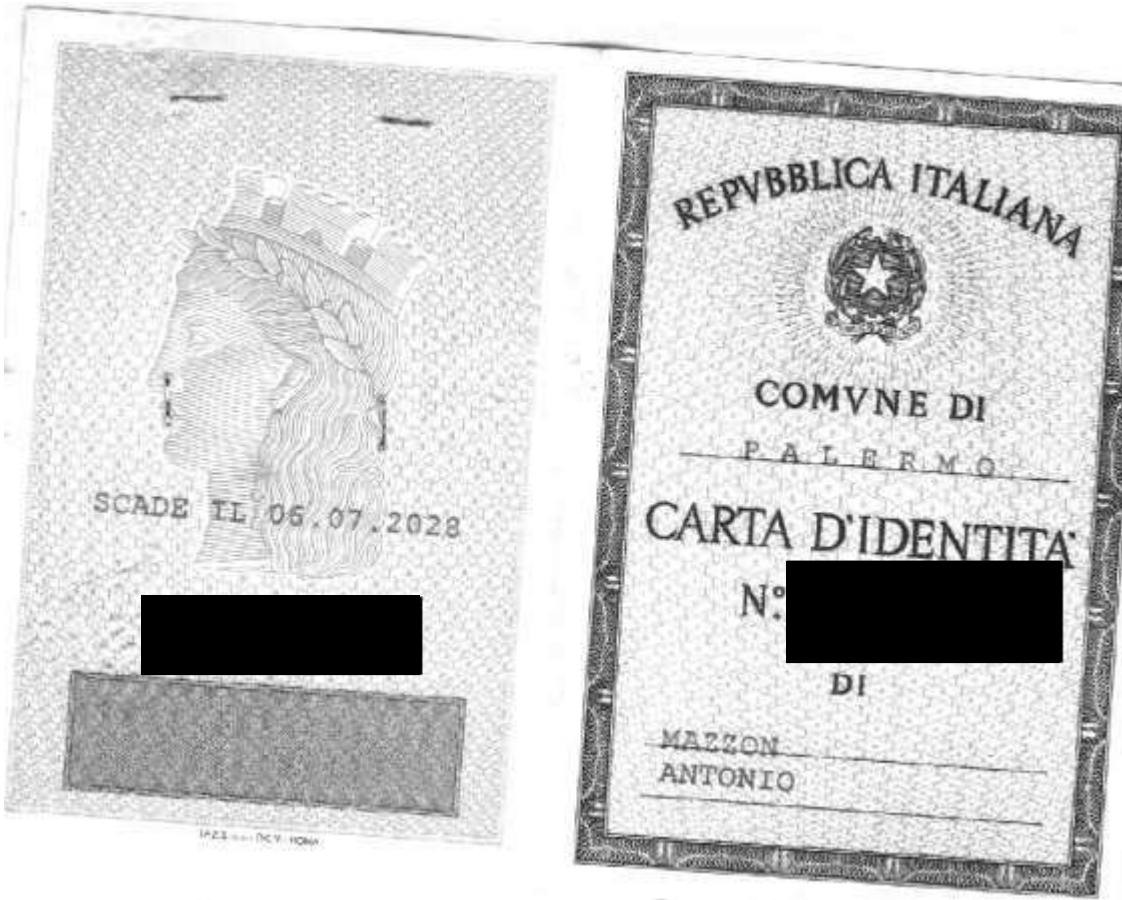 SCADE IL 06.07.2028
REPVBBLICA ITALIANA
COMVNE DI
PALERMO
CARTA D'IDENTITA'
N.º
DI
MAZZON
ANTONIO